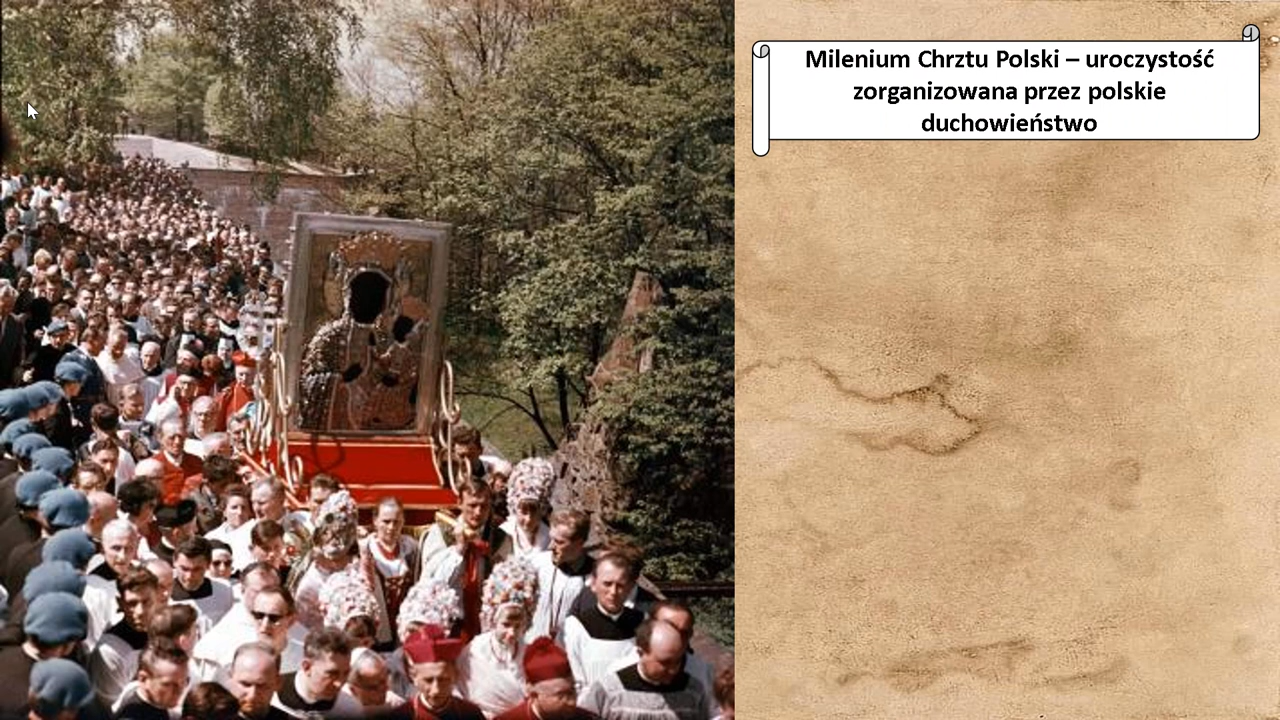 Milenium Chrztu Polski – uroczystość
zorganizowana przez polskie
duchowieństwo